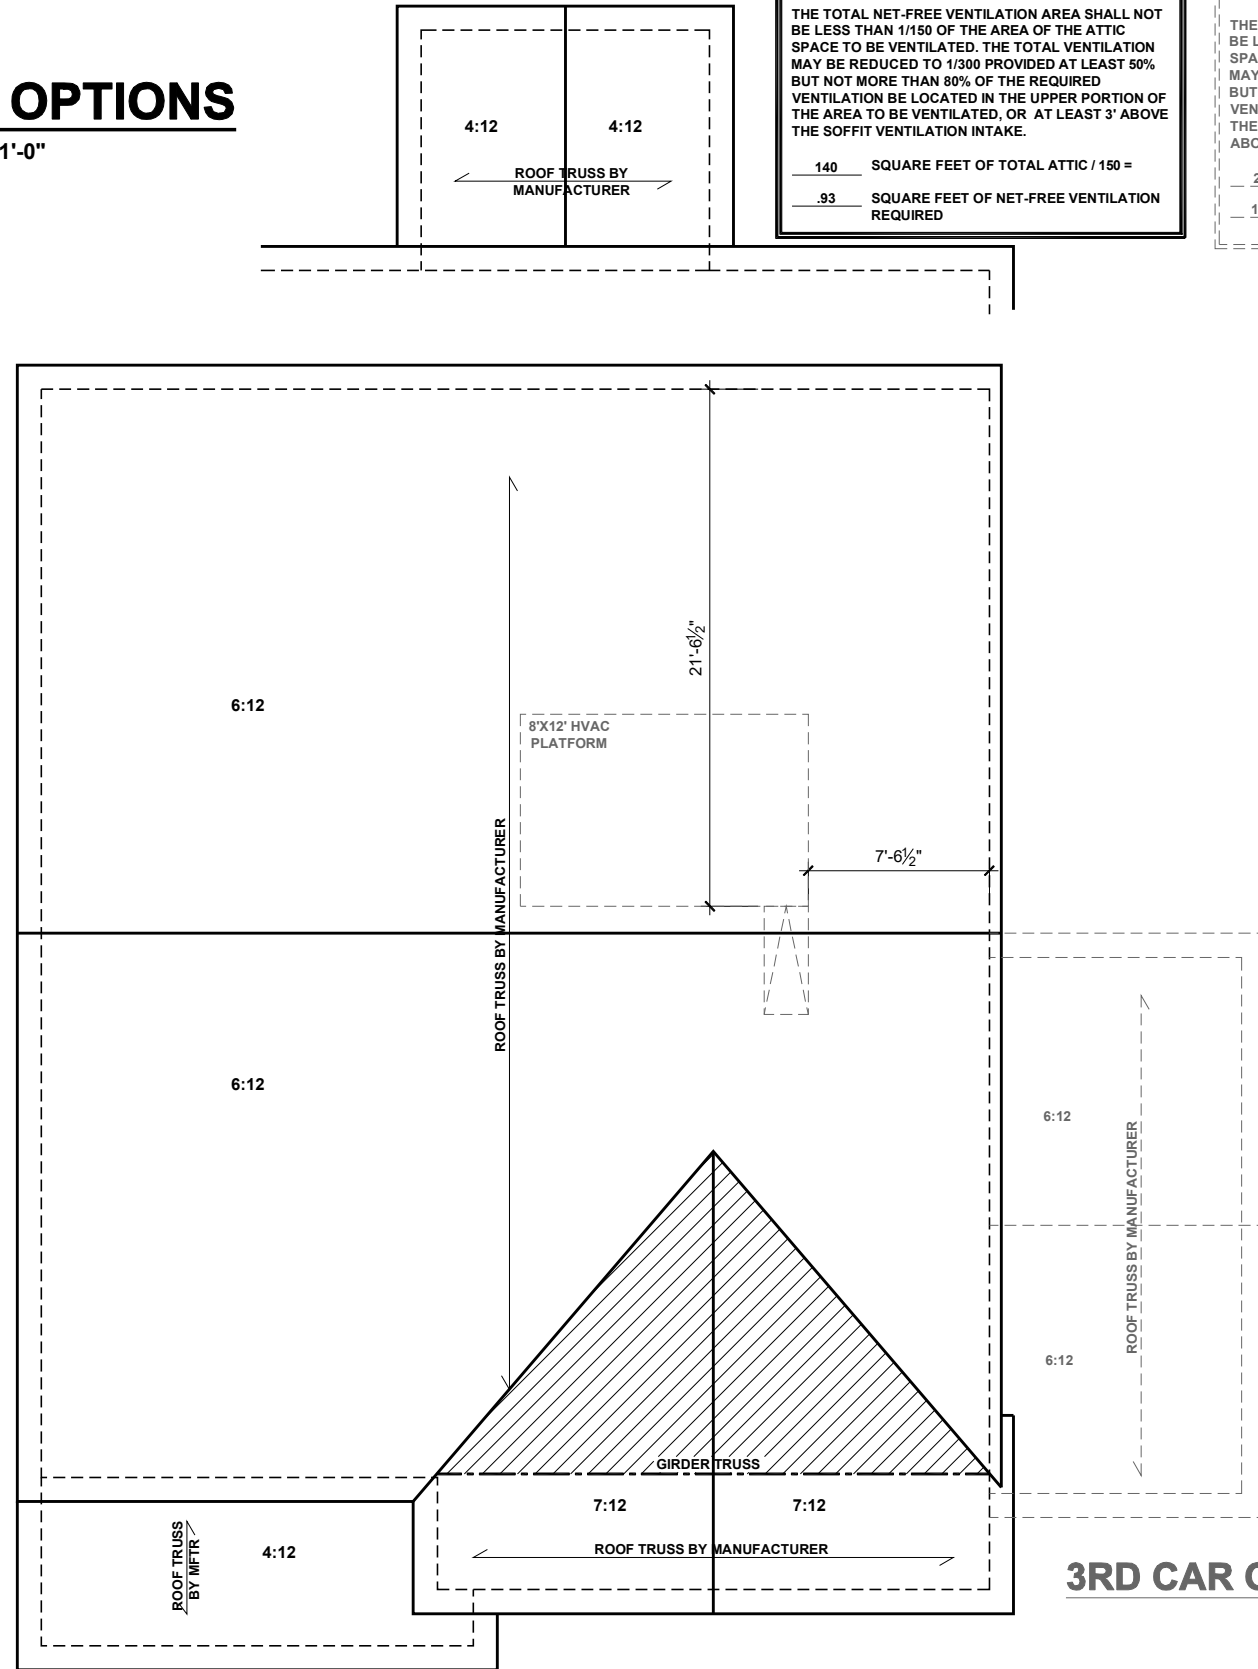 OPTIONS
1'-0"
THE TOTAL NET-FREE VENTILATION AREA SHALL NOT
BE LESS THAN 1/150 OF THE AREA OF THE ATTIC
SPACE TO BE VENTILATED. THE TOTAL VENTILATION
MAY BE REDUCED TO 1/300 PROVIDED AT LEAST 50%
BUT NOT MORE THAN 80% OF THE REQUIRED
VENTILATION BE LOCATED IN THE UPPER PORTION OF
THE AREA TO BE VENTILATED, OR AT LEAST 3' ABOVE
THE SOFFIT VENTILATION INTAKE.
140 SQUARE FEET OF TOTAL ATTIC / 150 =
.93 SQUARE FEET OF NET-FREE VENTILATION
REQUIRED
THE
BE L
SPA
MAY
BUT
VEN
THE
ABO
2
1
4:12 4:12
ROOF TRUSS BY
MANUFACTURER
21'-6½"
6:12
8'X12' HVAC
PLATFORM
ROOF TRUSS BY MANUFACTURER
7'-6½"
6:12
6:12
ROOF TRUSS BY MANUFACTURER
6:12
GIRDER TRUSS
7:12 7:12
ROOF TRUSS BY MANUFACTURER
ROOF TRUSS
BY MFTR
4:12
3RD CAR